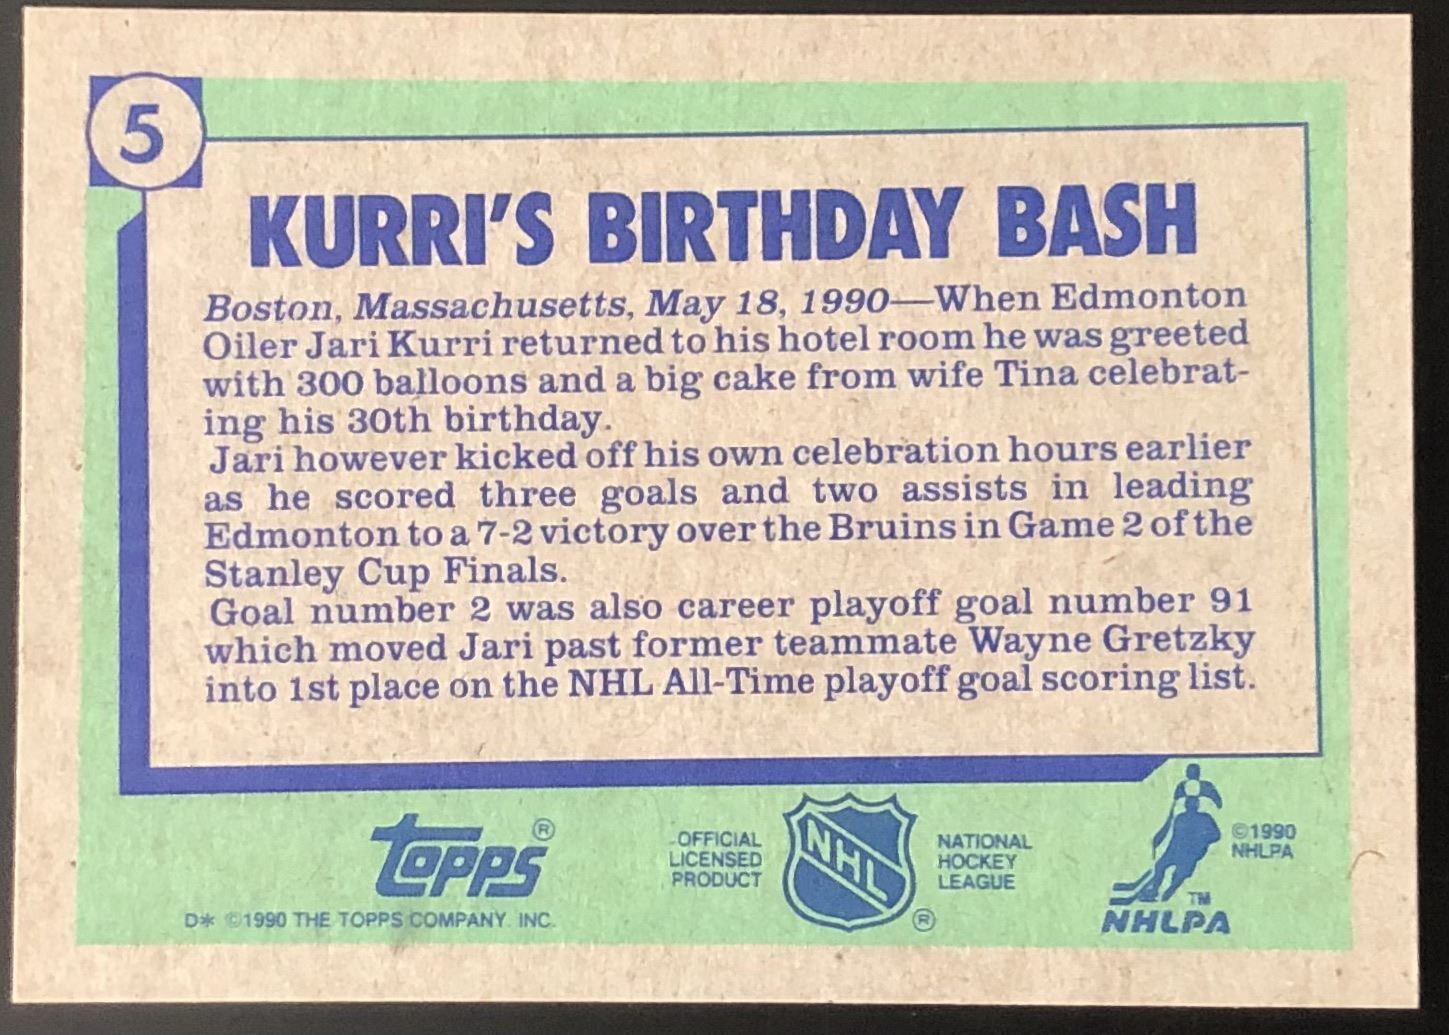 5
KURRI'S BIRTHDAY BASH
Boston, Massachusetts, May 18, 1990—When Edmonton
Oiler Jari Kurri returned to his hotel room he was greeted
with 300 balloons and a big cake from wife Tina celebrat-
ing his 30th birthday.
Jari however kicked off his own celebration hours earlier
as he scored three goals and two assists in leading
Edmonton to a 7-2 victory over the Bruins in Game 2 of the
Stanley Cup Finals.
Goal number 2 was also career playoff goal number 91
which moved Jari past former teammate Wayne Gretzky
into 1st place on the NHL All-Time playoff goal scoring list.
TOPPS®
D* ©1990 THE TOPPS COMPANY, INC.
OFFICIAL
LICENSED
PRODUCT
NHL
®
NATIONAL
HOCKEY
LEAGUE
©1990
NHLPA
TM
NHLPA